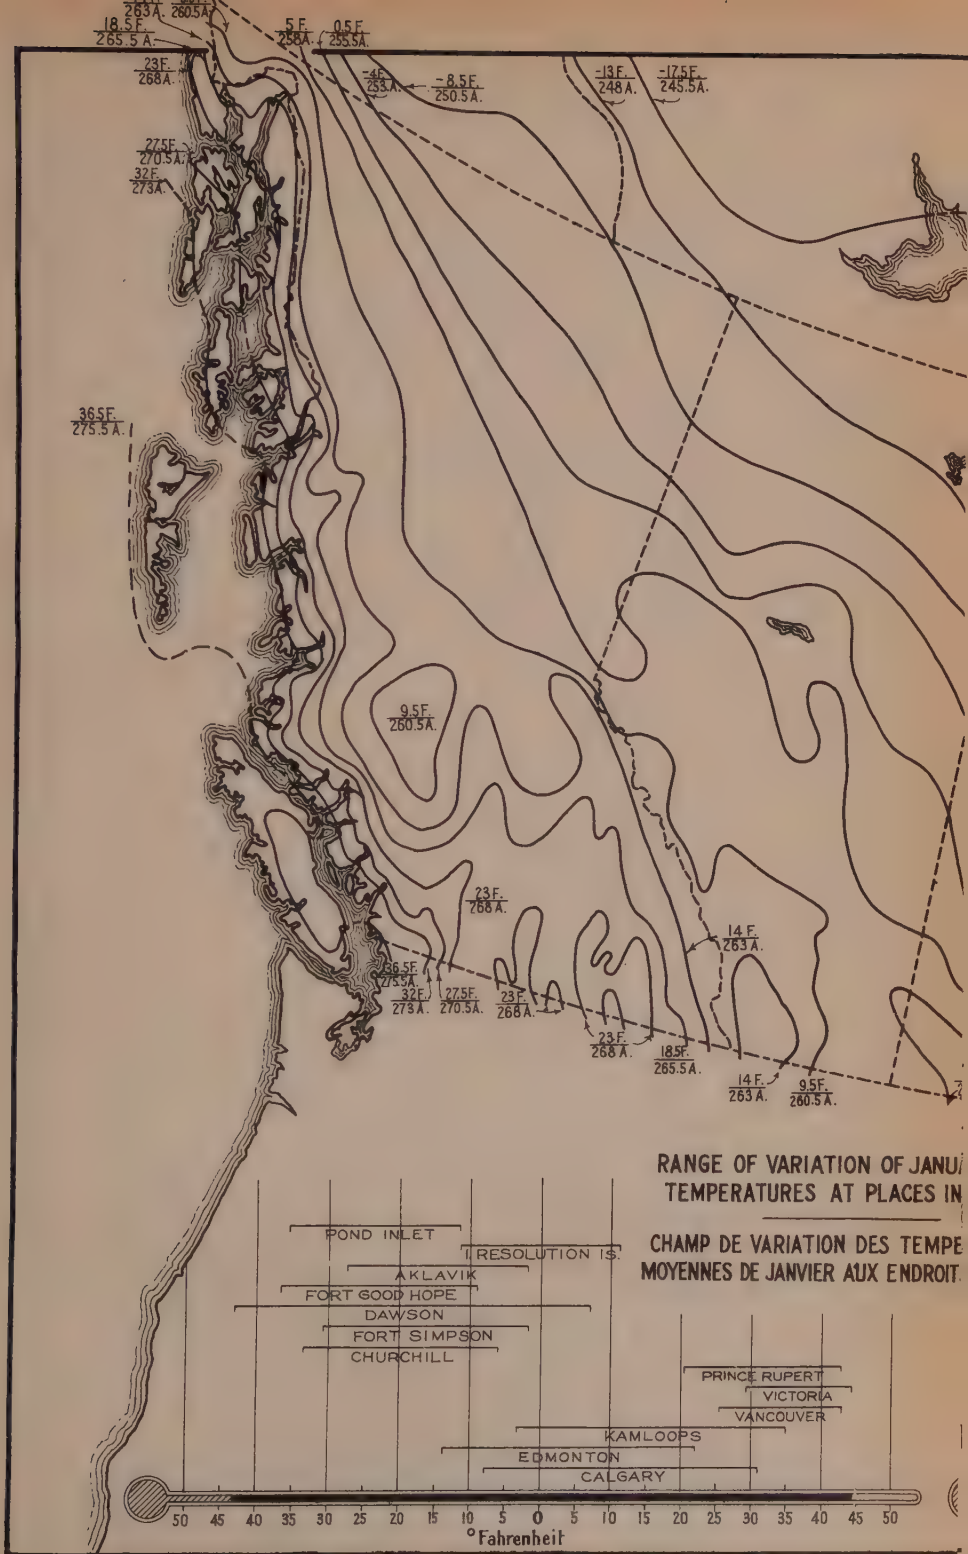 263A. 260.5A.
18.5F.
265.5A.
5F.
258A.
0.5F.
255.5A.
23F.
268A.
-4F.
253A.
-8.5F.
250.5A.
-13F.
248A.
-17.5F.
245.5A.
27.5F.
270.5A.
32F.
273A.
36.5F.
275.5A.
9.5F.
260.5A.
23F.
268A.
14F.
263A.
36.5F.
275.5A.
32F.
273A.
27.5F.
270.5A.
23F.
268A.
23F.
268A.
18.5F.
265.5A.
14F.
263A.
9.5F.
260.5A.
RANGE OF VARIATION OF JANU
TEMPERATURES AT PLACES IN
CHAMP DE VARIATION DES TEMPE
MOYENNES DE JANVIER AUX ENDROIT
POND INLET
RESOLUTION IS.
AKLAVIK
FORT GOOD HOPE
DAWSON
FORT SIMPSON
CHURCHILL
PRINCE RUPERT
VICTORIA
VANCOUVER
KAMLOOPS
EDMONTON
CALGARY
50 45 40 35 30 25 20 15 10 5 0 5 10 15 20 25 30 35 40 45 50
°Fahrenheit